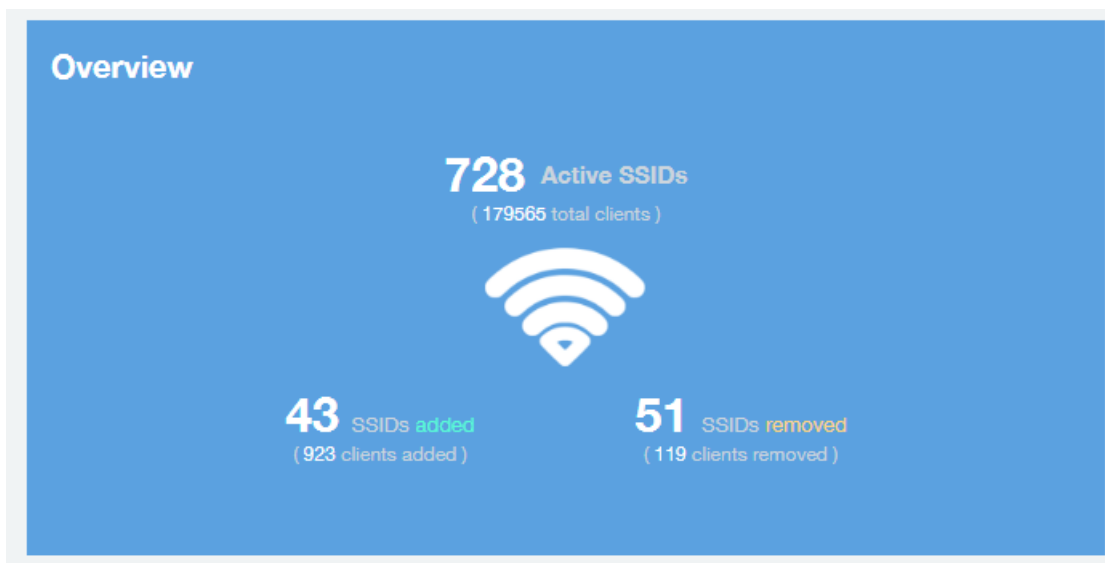 Overview
728 Active SSIDs
( 179565 total clients )
43 SSIDs added
( 923 clients added )
51 SSIDs removed
( 119 clients removed )